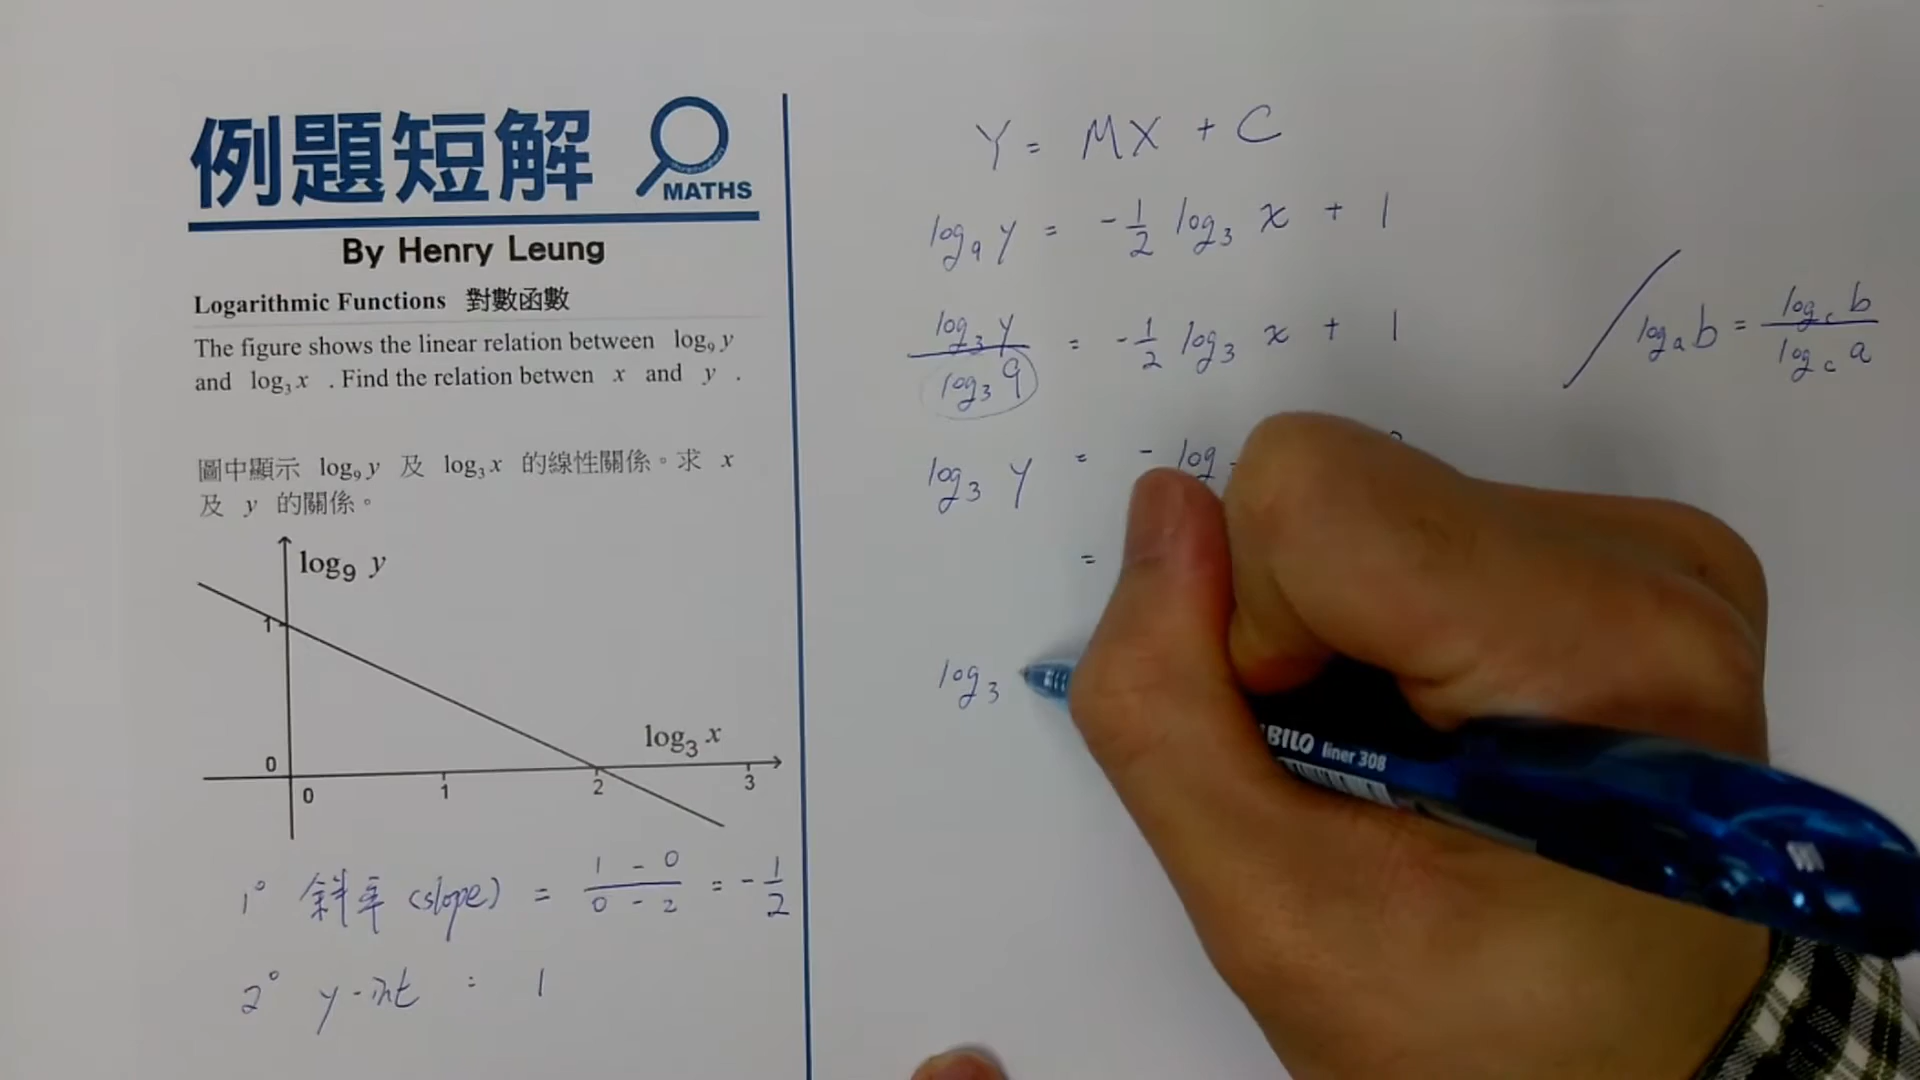 例題短解
MATHS
By Henry Leung
Logarithmic Functions 對數函數
The figure shows the linear relation between log₉ y
and log₃ x . Find the relation betwen x and y .
圖中顯示 log₉ y 及 log₃ x 的線性關係。求 x
及 y 的關係。
log₉ y
1
log₃ x
0
0 1 2 3
1° 斜率 (slope) = (1 - 0)/(0 - 2) = -1/2
2° y-int = 1
Y = MX + C
log₉ y = -1/2 log₃ x + 1
log₃ y / log₃ 9 = -1/2 log₃ x + 1
log₃ y = - log
=
log₃
logₐ b = log_c b / log_c a
BILO liner 308